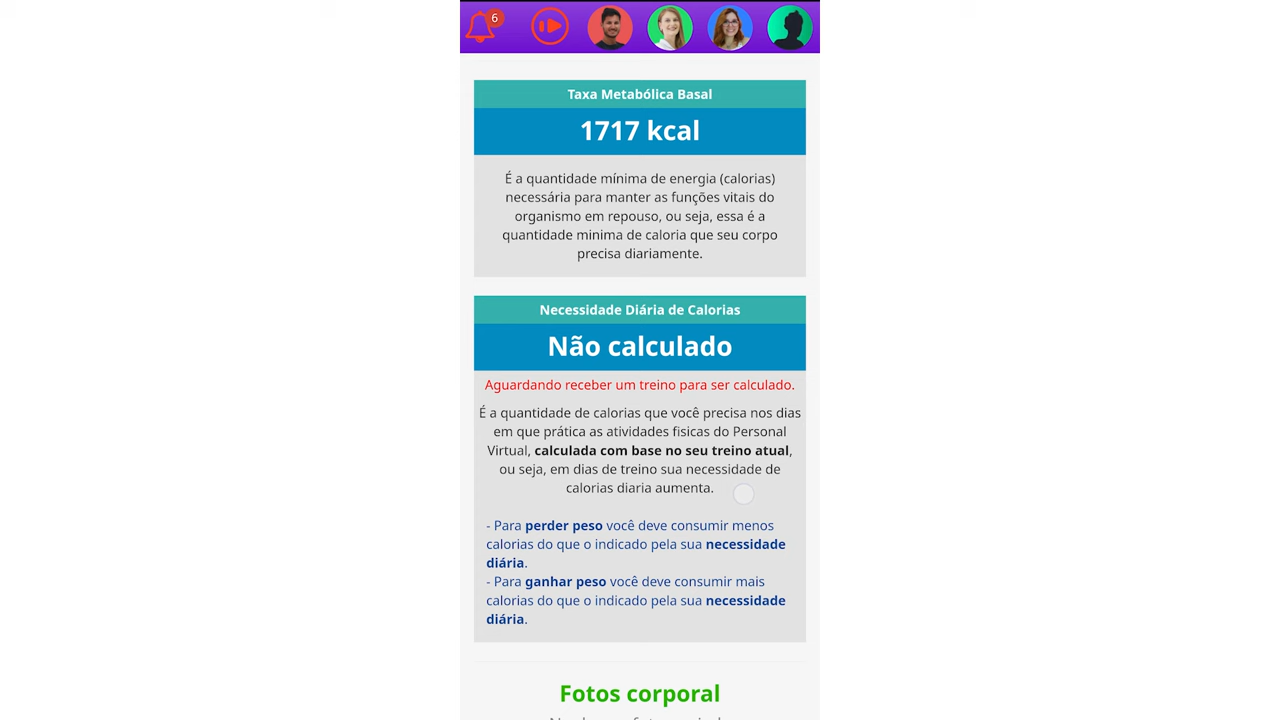 6
Taxa Metabólica Basal
1717 kcal
É a quantidade mínima de energia (calorias)
necessária para manter as funções vitais do
organismo em repouso, ou seja, essa é a
quantidade minima de caloria que seu corpo
precisa diariamente.
Necessidade Diária de Calorias
Não calculado
Aguardando receber um treino para ser calculado.
É a quantidade de calorias que você precisa nos dias
em que prática as atividades fisicas do Personal
Virtual, calculada com base no seu treino atual,
ou seja, em dias de treino sua necessidade de
calorias diaria aumenta.
- Para perder peso você deve consumir menos
calorias do que o indicado pela sua necessidade
diária.
- Para ganhar peso você deve consumir mais
calorias do que o indicado pela sua necessidade
diária.
Fotos corporal